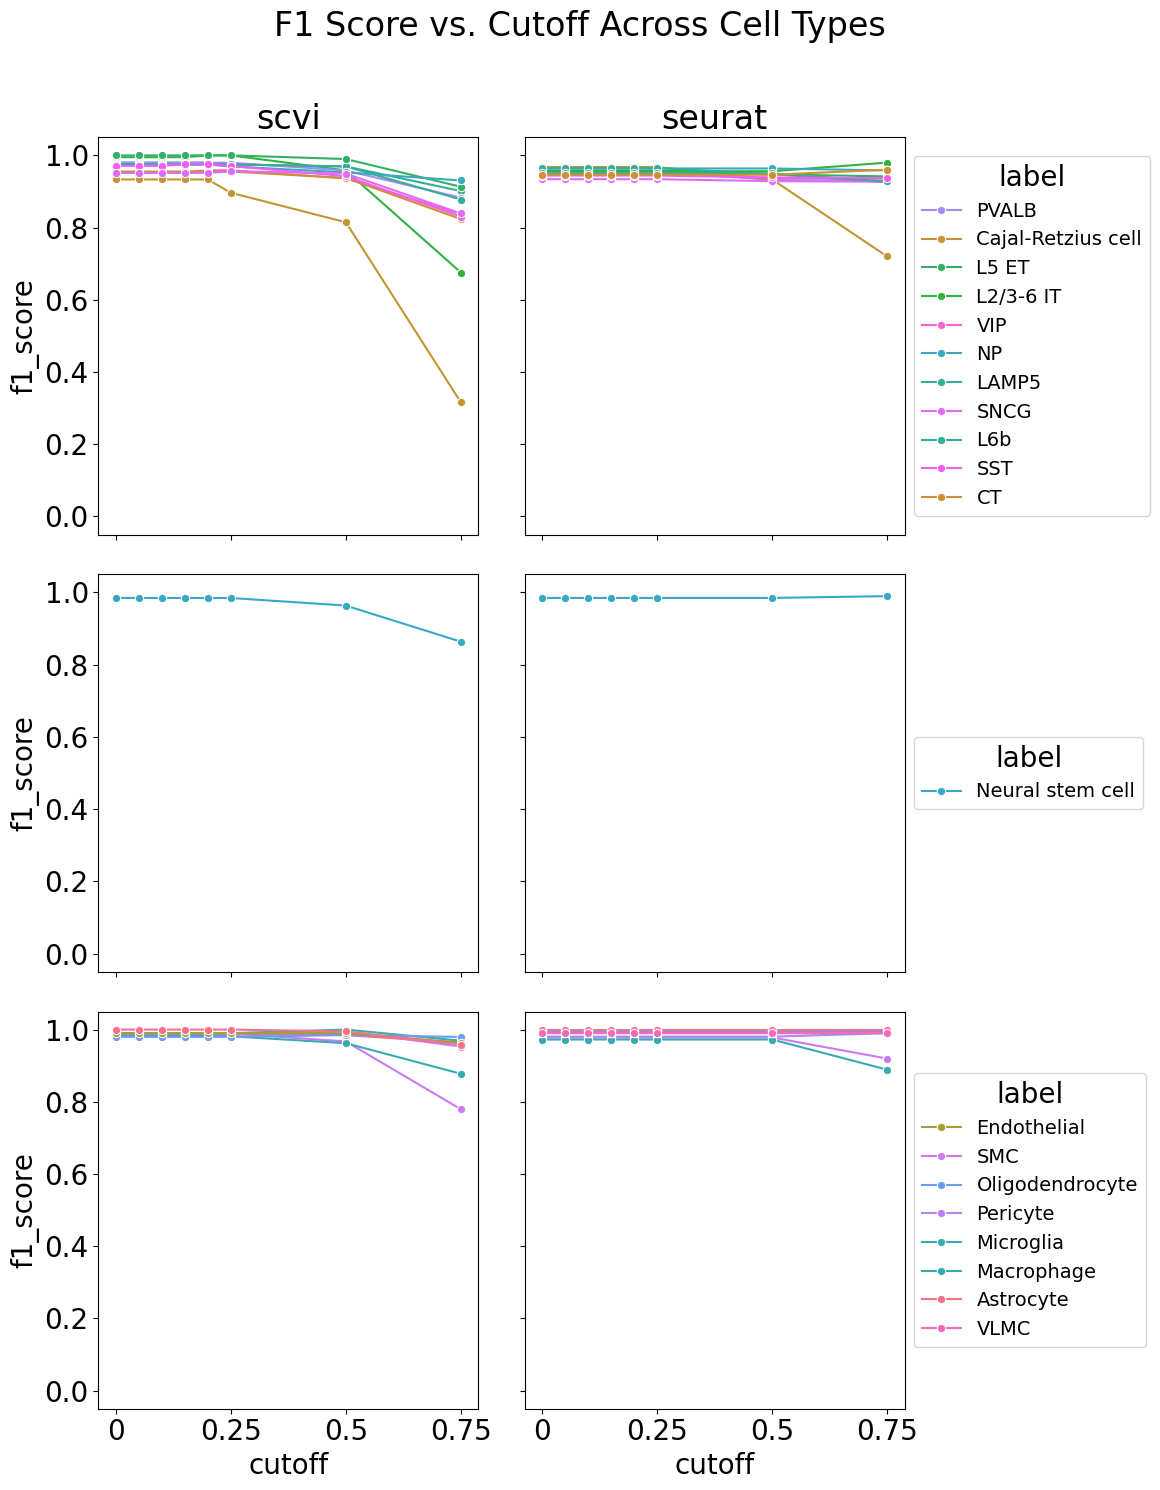 F1 Score vs. Cutoff Across Cell Types
scvi
seurat
1.0
0.8
0.6
0.4
0.2
0.0
f1_score
label
PVALB
Cajal-Retzius cell
L5 ET
L2/3-6 IT
VIP
NP
LAMP5
SNCG
L6b
SST
CT
1.0
0.8
0.6
0.4
0.2
0.0
f1_score
label
Neural stem cell
1.0
0.8
0.6
0.4
0.2
0.0
f1_score
label
Endothelial
SMC
Oligodendrocyte
Pericyte
Microglia
Macrophage
Astrocyte
VLMC
0 0.25 0.5 0.75
cutoff
0 0.25 0.5 0.75
cutoff